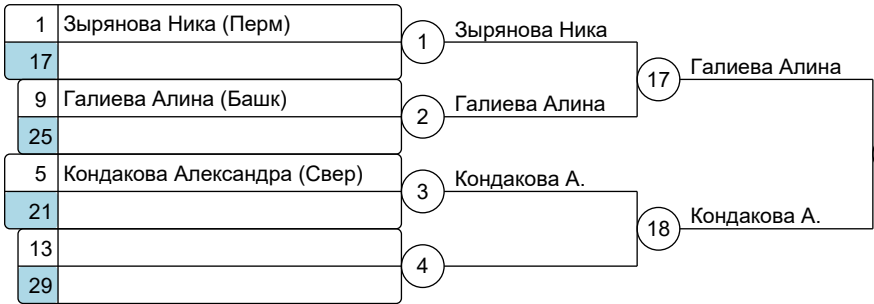 1 Зырянова Ника (Перм)
1 Зырянова Ника
17
17 Галиева Алина
9 Галиева Алина (Башк)
2 Галиева Алина
25
5 Кондакова Александра (Свер)
3 Кондакова А.
21
18 Кондакова А.
13
4
29